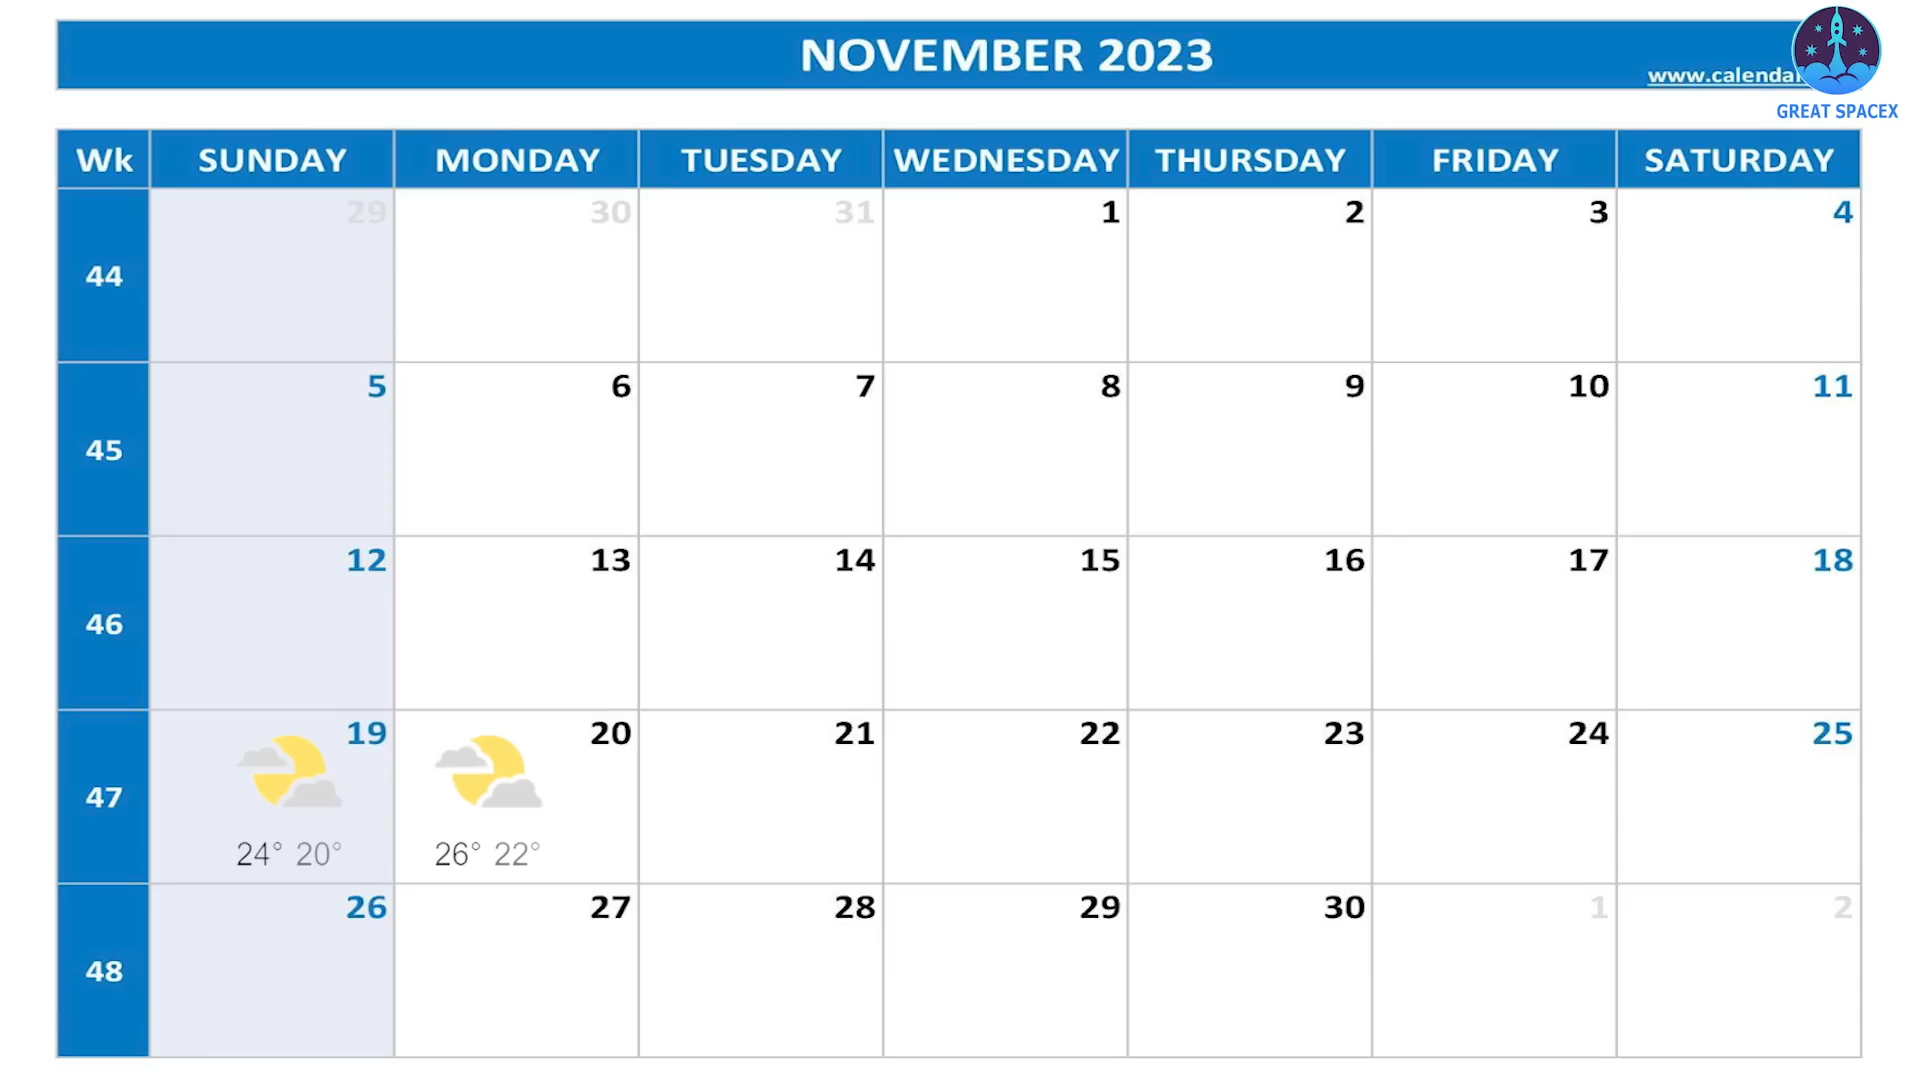 NOVEMBER 2023
www.calendar
GREAT SPACEX
Wk SUNDAY MONDAY TUESDAY WEDNESDAY THURSDAY FRIDAY SATURDAY
44 29 30 31 1 2 3 4
45 5 6 7 8 9 10 11
46 12 13 14 15 16 17 18
47 19 20 21 22 23 24 25
24° 20° 26° 22°
48 26 27 28 29 30 1 2